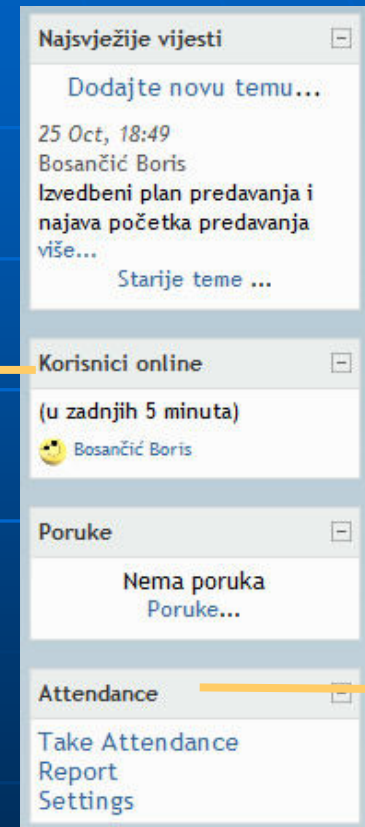 Najsvježije vijesti
Dodajte novu temu...
25 Oct, 18:49
Bosančić Boris
Izvedbeni plan predavanja i
najava početka predavanja
više...
Starije teme ...
Korisnici online
(u zadnjih 5 minuta)
Bosančić Boris
Poruke
Nema poruka
Poruke...
Attendance
Take Attendance
Report
Settings